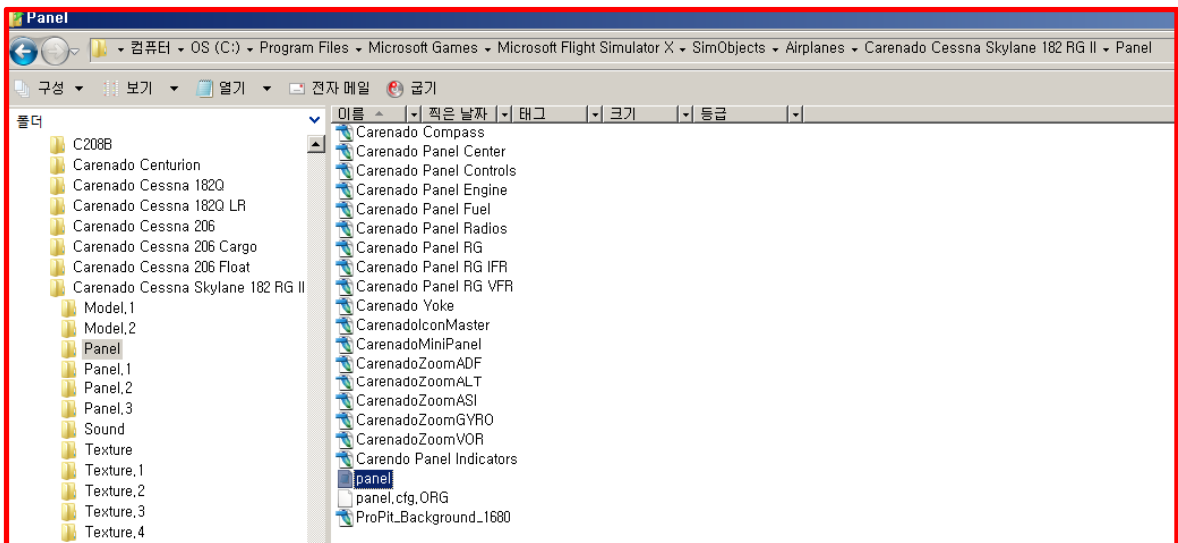 Panel
컴퓨터 OS (C:) Program Files Microsoft Games Microsoft Flight Simulator X SimObjects Airplanes Carenado Cessna Skylane 182 RG II Panel
구성 보기 열기 전자 메일 굽기
폴더
C208B
Carenado Centurion
Carenado Cessna 182Q
Carenado Cessna 182Q LR
Carenado Cessna 206
Carenado Cessna 206 Cargo
Carenado Cessna 206 Float
Carenado Cessna Skylane 182 RG II
Model.1
Model.2
Panel
Panel.1
Panel.2
Panel.3
Sound
Texture
Texture.1
Texture.2
Texture.3
Texture.4
이름 찍은 날짜 태그 크기 등급
Carenado Compass
Carenado Panel Center
Carenado Panel Controls
Carenado Panel Engine
Carenado Panel Fuel
Carenado Panel Radios
Carenado Panel RG
Carenado Panel RG IFR
Carenado Panel RG VFR
Carenado Yoke
CarenadoIconMaster
CarenadoMiniPanel
CarenadoZoomADF
CarenadoZoomALT
CarenadoZoomASI
CarenadoZoomGYRO
CarenadoZoomVOR
Carendo Panel Indicators
panel
panel.cfg.ORG
ProPit_Background_1680